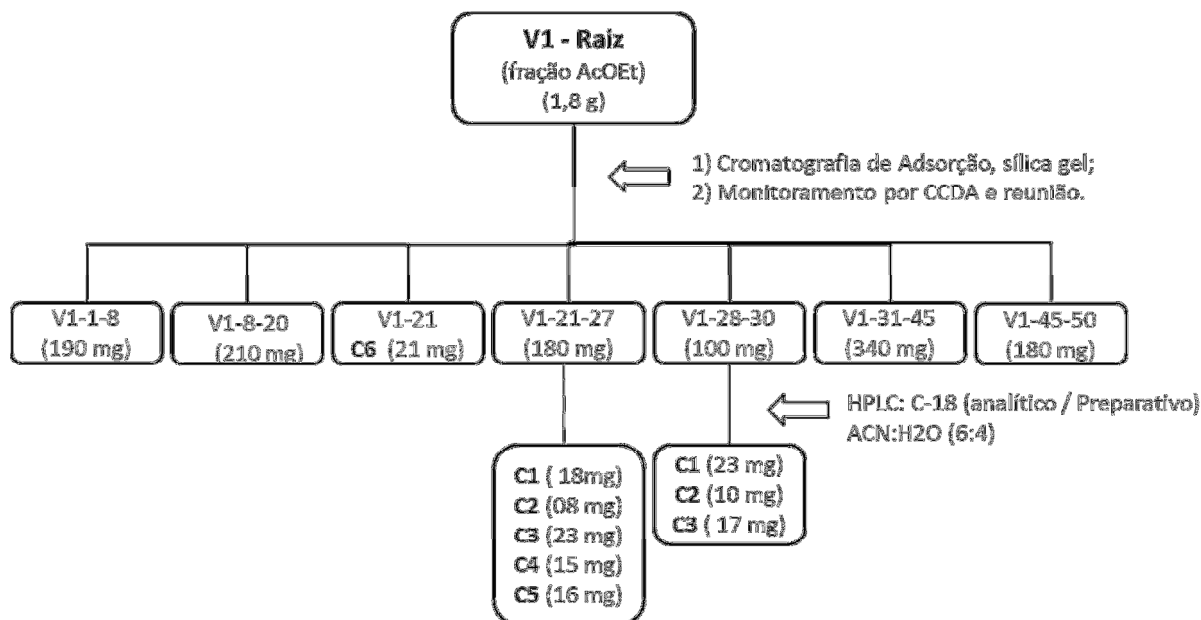 V1 - Raiz
(fração AcOEt)
(1,8 g)
1) Cromatografia de Adsorção, sílica gel;
2) Monitoramento por CCDA e reunião.
V1-1-8
(190 mg)
V1-8-20
(210 mg)
V1-21
C6 (21 mg)
V1-21-27
(180 mg)
V1-28-30
(100 mg)
V1-31-45
(340 mg)
V1-45-50
(180 mg)
HPLC: C-18 (analítico / Preparativo)
ACN:H2O (6:4)
C1 ( 18mg)
C2 (08 mg)
C3 (23 mg)
C4 (15 mg)
C5 (16 mg)
C1 (23 mg)
C2 (10 mg)
C3 ( 17 mg)